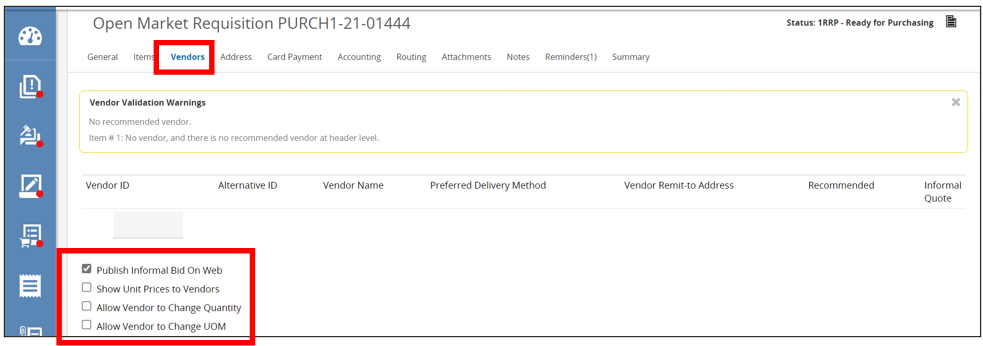 Open Market Requisition PURCH1-21-01444
Status: 1RRP - Ready for Purchasing
General Items Vendors Address Card Payment Accounting Routing Attachments Notes Reminders(1) Summary
Vendor Validation Warnings
No recommended vendor.
Item # 1: No vendor, and there is no recommended vendor at header level.
Vendor ID Alternative ID Vendor Name Preferred Delivery Method Vendor Remit-to Address Recommended Informal
Quote
Publish Informal Bid On Web
Show Unit Prices to Vendors
Allow Vendor to Change Quantity
Allow Vendor to Change UOM